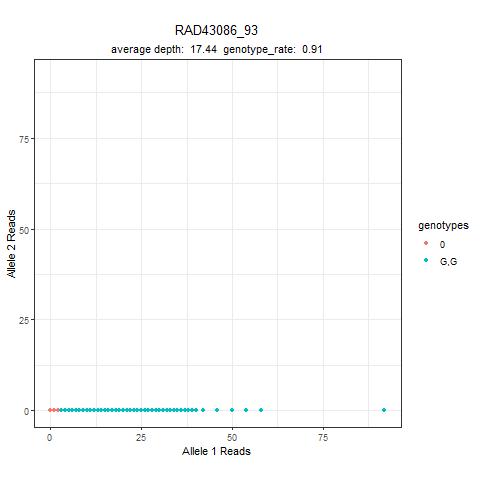 RAD43086_93
average depth:  17.44  genotype_rate:  0.91
75
50
25
0
Allele 2 Reads
0
25
50
75
Allele 1 Reads
genotypes
0
G,G